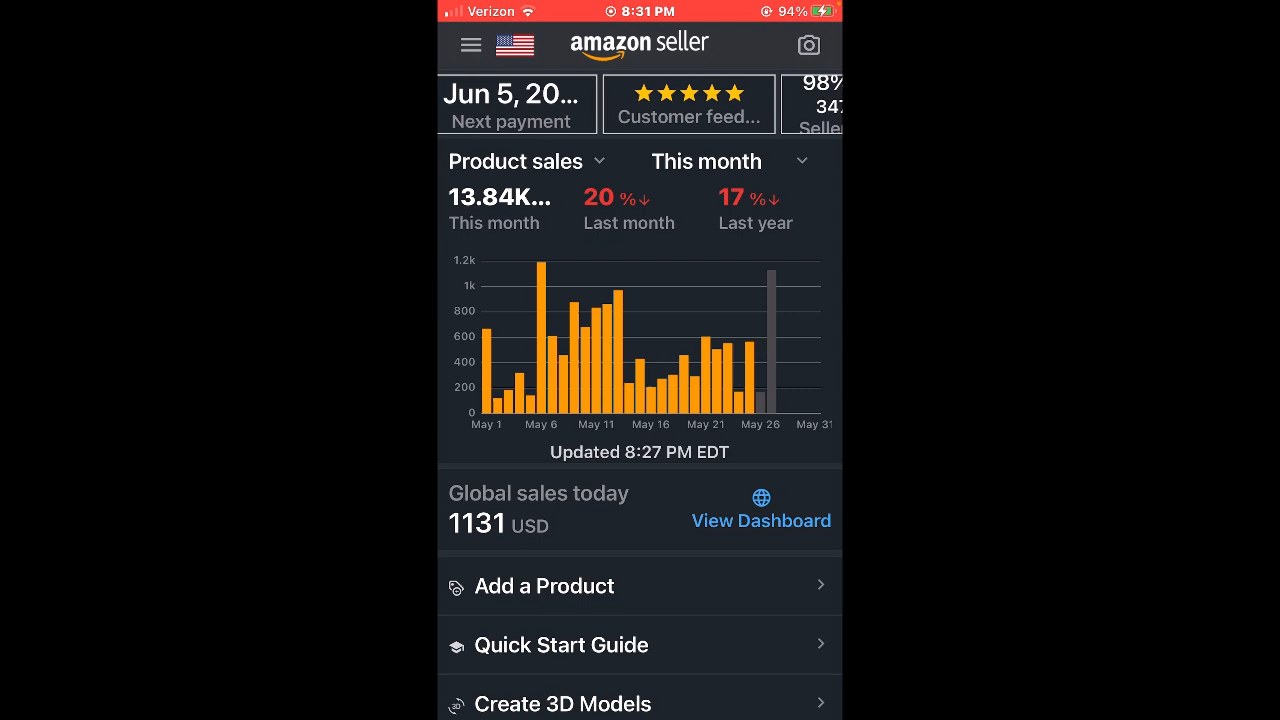 Verizon 8:31 PM 94%
amazon seller
Jun 5, 20...
Next payment
Customer feed...
98%
347
Seller
Product sales This month
13.84K... 20 %↓ 17 %↓
This month Last month Last year
1.2k
1k
800
600
400
200
0
May 1 May 6 May 11 May 16 May 21 May 26 May 31
Updated 8:27 PM EDT
Global sales today
1131 USD
View Dashboard
Add a Product
Quick Start Guide
Create 3D Models